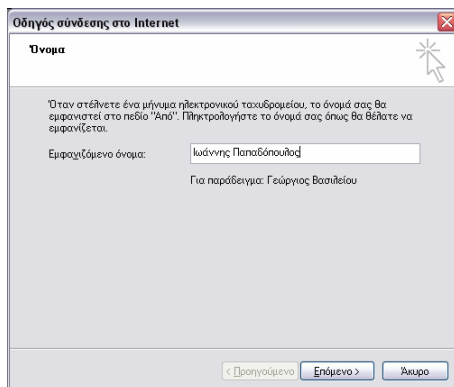 Οδηγός σύνδεσης στο Internet
Όνομα
Όταν στέλνετε ένα μήνυμα ηλεκτρονικού ταχυδρομείου, το όνομά σας θα
εμφανιστεί στο πεδίο "Από". Πληκτρολογήστε το όνομά σας όπως θα θέλατε να
εμφανίζεται.
Εμφανιζόμενο όνομα: Ιωάννης Παπαδόπουλος
Για παράδειγμα: Γεώργιος Βασιλείου
< Προηγούμενο Επόμενο > Άκυρο